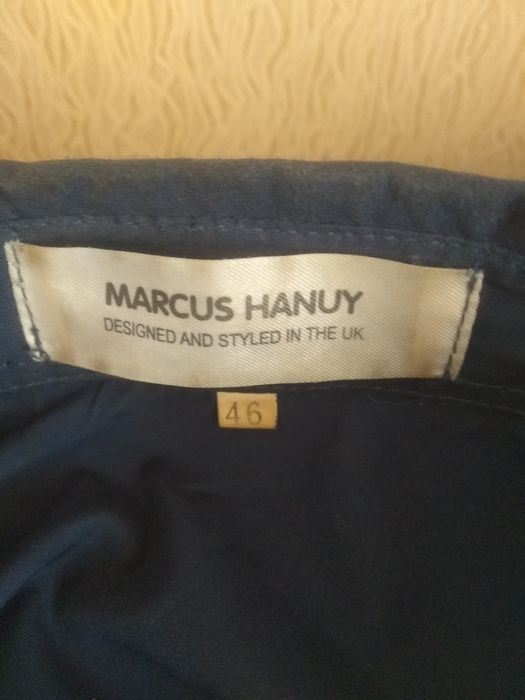 MARCUS HANUY
DESIGNED AND STYLED IN THE UK
46